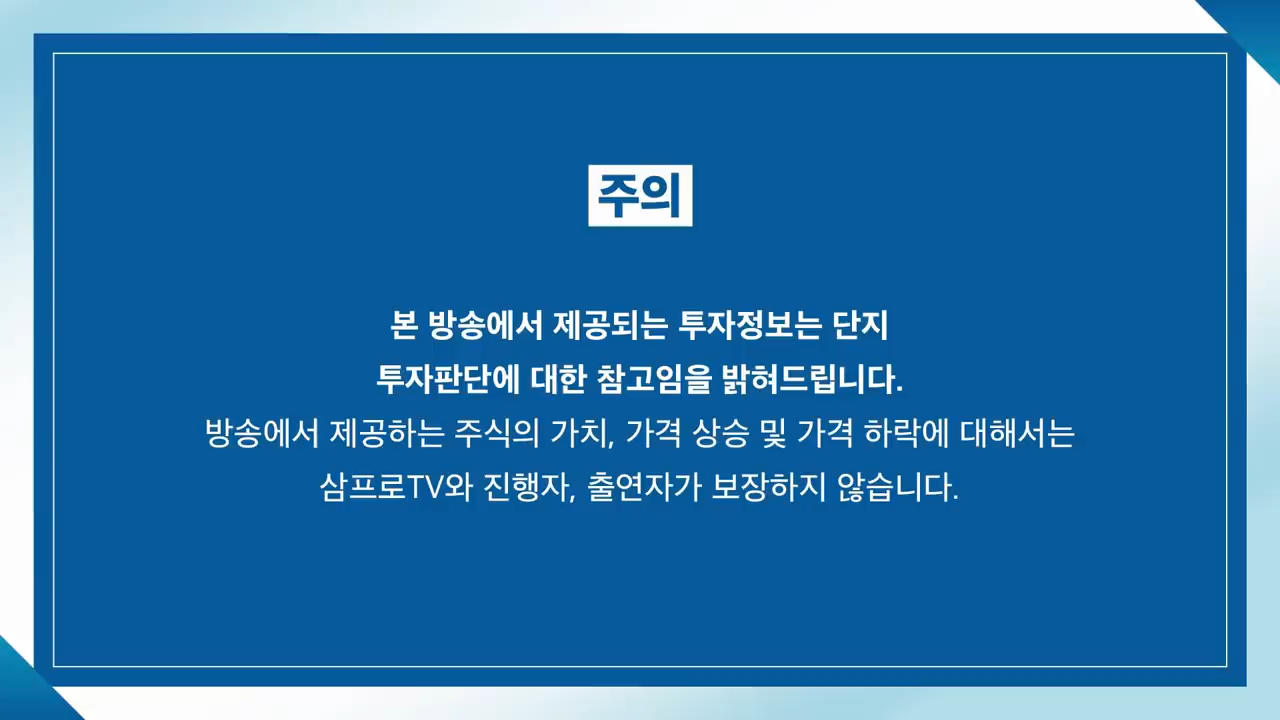 주의
본 방송에서 제공되는 투자정보는 단지
투자판단에 대한 참고임을 밝혀드립니다.
방송에서 제공하는 주식의 가치, 가격 상승 및 가격 하락에 대해서는
삼프로TV와 진행자, 출연자가 보장하지 않습니다.